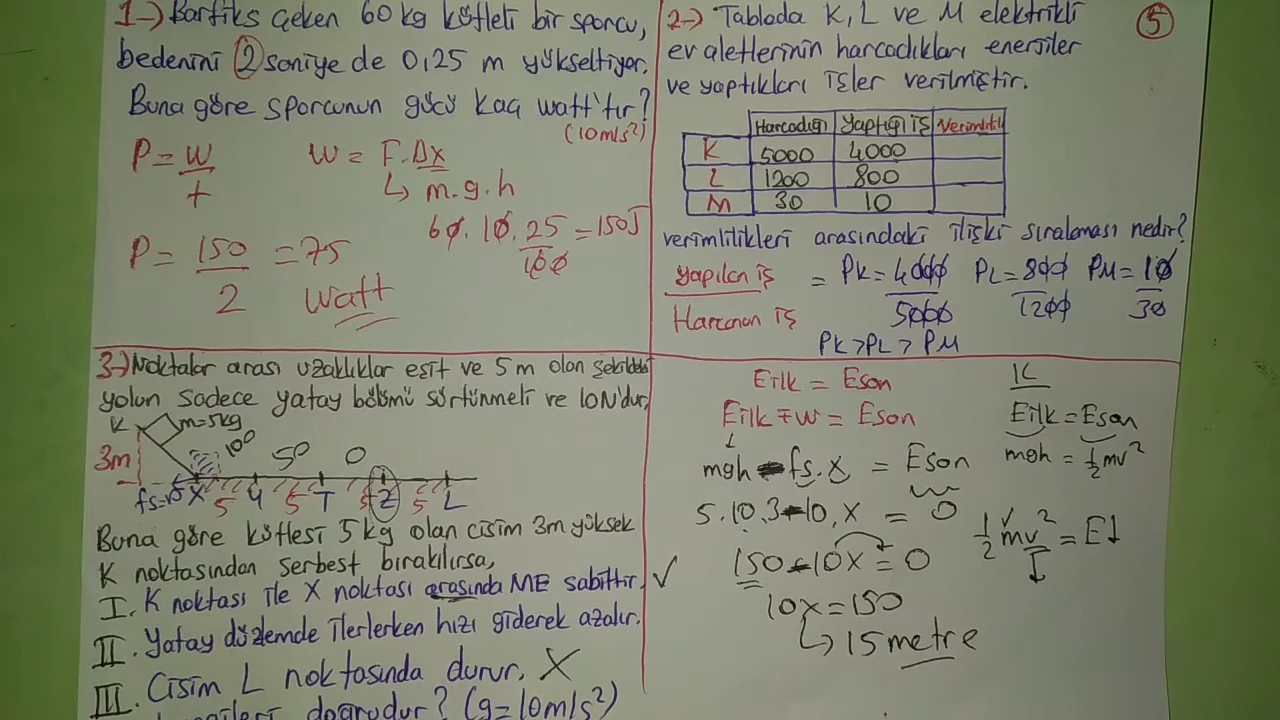 1-) Barfiks çeken 60 kg kütleli bir sporcu,
bedenini 2 saniye de 0,25 m yükseltiyor.
Buna göre sporcunun gücü kaç watt'tır?
(10m/s²)
P = W / t
W = F.Δx
↳ m.g.h
60.10.25/100 = 150J
P = 150/2 = 75
Watt
2-) Tabloda K, L ve M elektrikli
ev aletlerinin harcadıkları enerjiler
ve yaptıkları işler verilmiştir.
5
Harcadığı Yaptığı iş
K 5000 4000
L 1200 800
M 30 10
verimlilikleri arasındaki ilişki sıralaması nedir?
Yapılan iş / Harcanan iş = PK = 4000/5000 PL = 800/1200 PM = 10/30
PK > PL > PM
3-) Noktalar arası uzaklıklar eşit ve 5 m olan şekildeki
yolun sadece yatay bölümü sürtünmeli ve 10N'dur.
K m=5kg
3m 100 50 0
X Y T Z L
5 5 5 5
Buna göre kütlesi 5 kg olan cisim 3m yüksek
K noktasından serbest bırakılırsa,
I. K noktası ile X noktası arasında ME sabittir. ✓
II. Yatay düzlemde ilerlerken hızı giderek azalır.
III. Cisim L noktasında durur. X
doğrudur? (g=10m/s²)
Eilk = Eson
Eilk ∓ W = Eson
mgh - fs.x = Eson
5.10.3 - 10.x = 0
150 - 10x = 0
10x = 150
↳ 15 metre
K
Eilk = Eson
mgh = ½mv²
½mv² = E↓